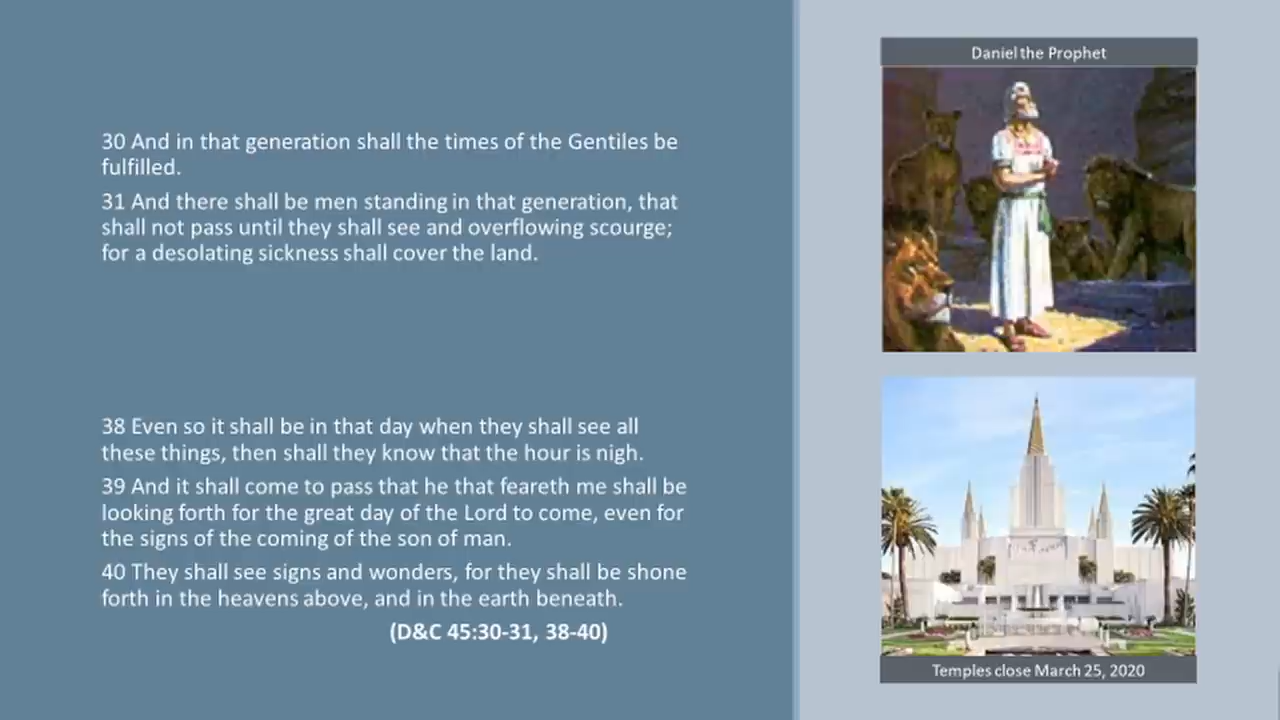 30 And in that generation shall the times of the Gentiles be
fulfilled.
31 And there shall be men standing in that generation, that
shall not pass until they shall see and overflowing scourge;
for a desolating sickness shall cover the land.
38 Even so it shall be in that day when they shall see all
these things, then shall they know that the hour is nigh.
39 And it shall come to pass that he that feareth me shall be
looking forth for the great day of the Lord to come, even for
the signs of the coming of the son of man.
40 They shall see signs and wonders, for they shall be shone
forth in the heavens above, and in the earth beneath.
(D&C 45:30-31, 38-40)
Daniel the Prophet
Temples close March 25, 2020